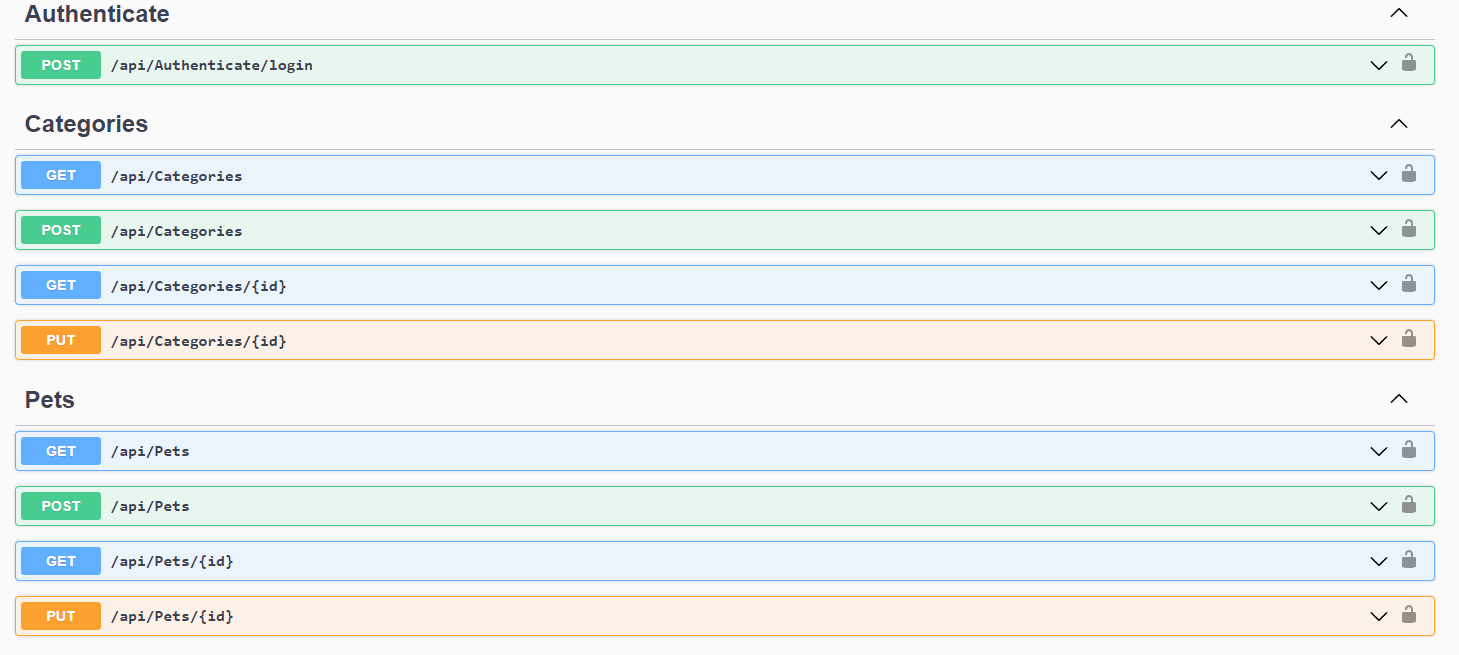 Authenticate
POST /api/Authenticate/login
Categories
GET /api/Categories
POST /api/Categories
GET /api/Categories/{id}
PUT /api/Categories/{id}
Pets
GET /api/Pets
POST /api/Pets
GET /api/Pets/{id}
PUT /api/Pets/{id}